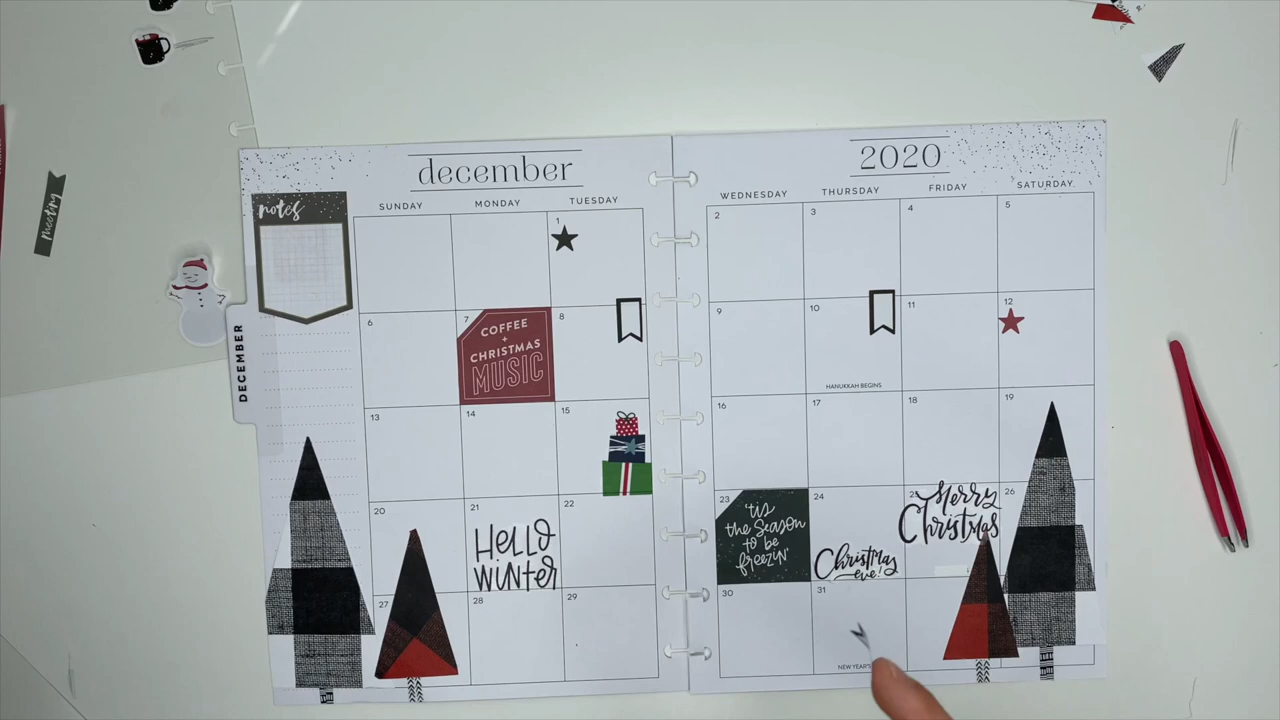 meeting
december
2020
notes
SUNDAY
MONDAY
TUESDAY
WEDNESDAY
THURSDAY
FRIDAY
SATURDAY
DECEMBER
1
2
3
4
5
6
7
COFFEE
+
CHRISTMAS
MUSIC
8
9
10
HANUKKAH BEGINS
11
12
13
14
15
16
17
18
19
20
21
HELLO
WINTER
22
23
'tis
the Season
to be
freezin'
24
Christmas
eve!
25
Merry
Christmas
26
27
28
29
30
31
NEW YEAR'S